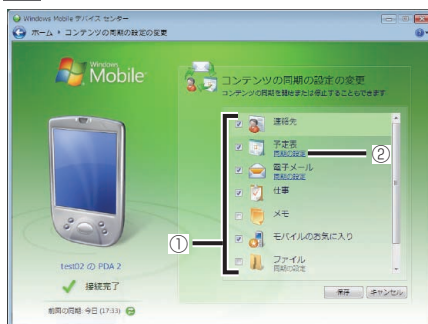 Windows Mobile デバイス センター
ホーム ▸ コンテンツの同期の設定の変更
Windows
Mobile
コンテンツの同期の設定の変更
コンテンツの同期を開始または停止することもできます
連絡先
予定表
同期の設定
②
電子メール
同期の設定
仕事
メモ
①
モバイルのお気に入り
ファイル
同期の設定
test02 の PDA 2
接続完了
保存 キャンセル
前回の同期: 今日 (17:33)